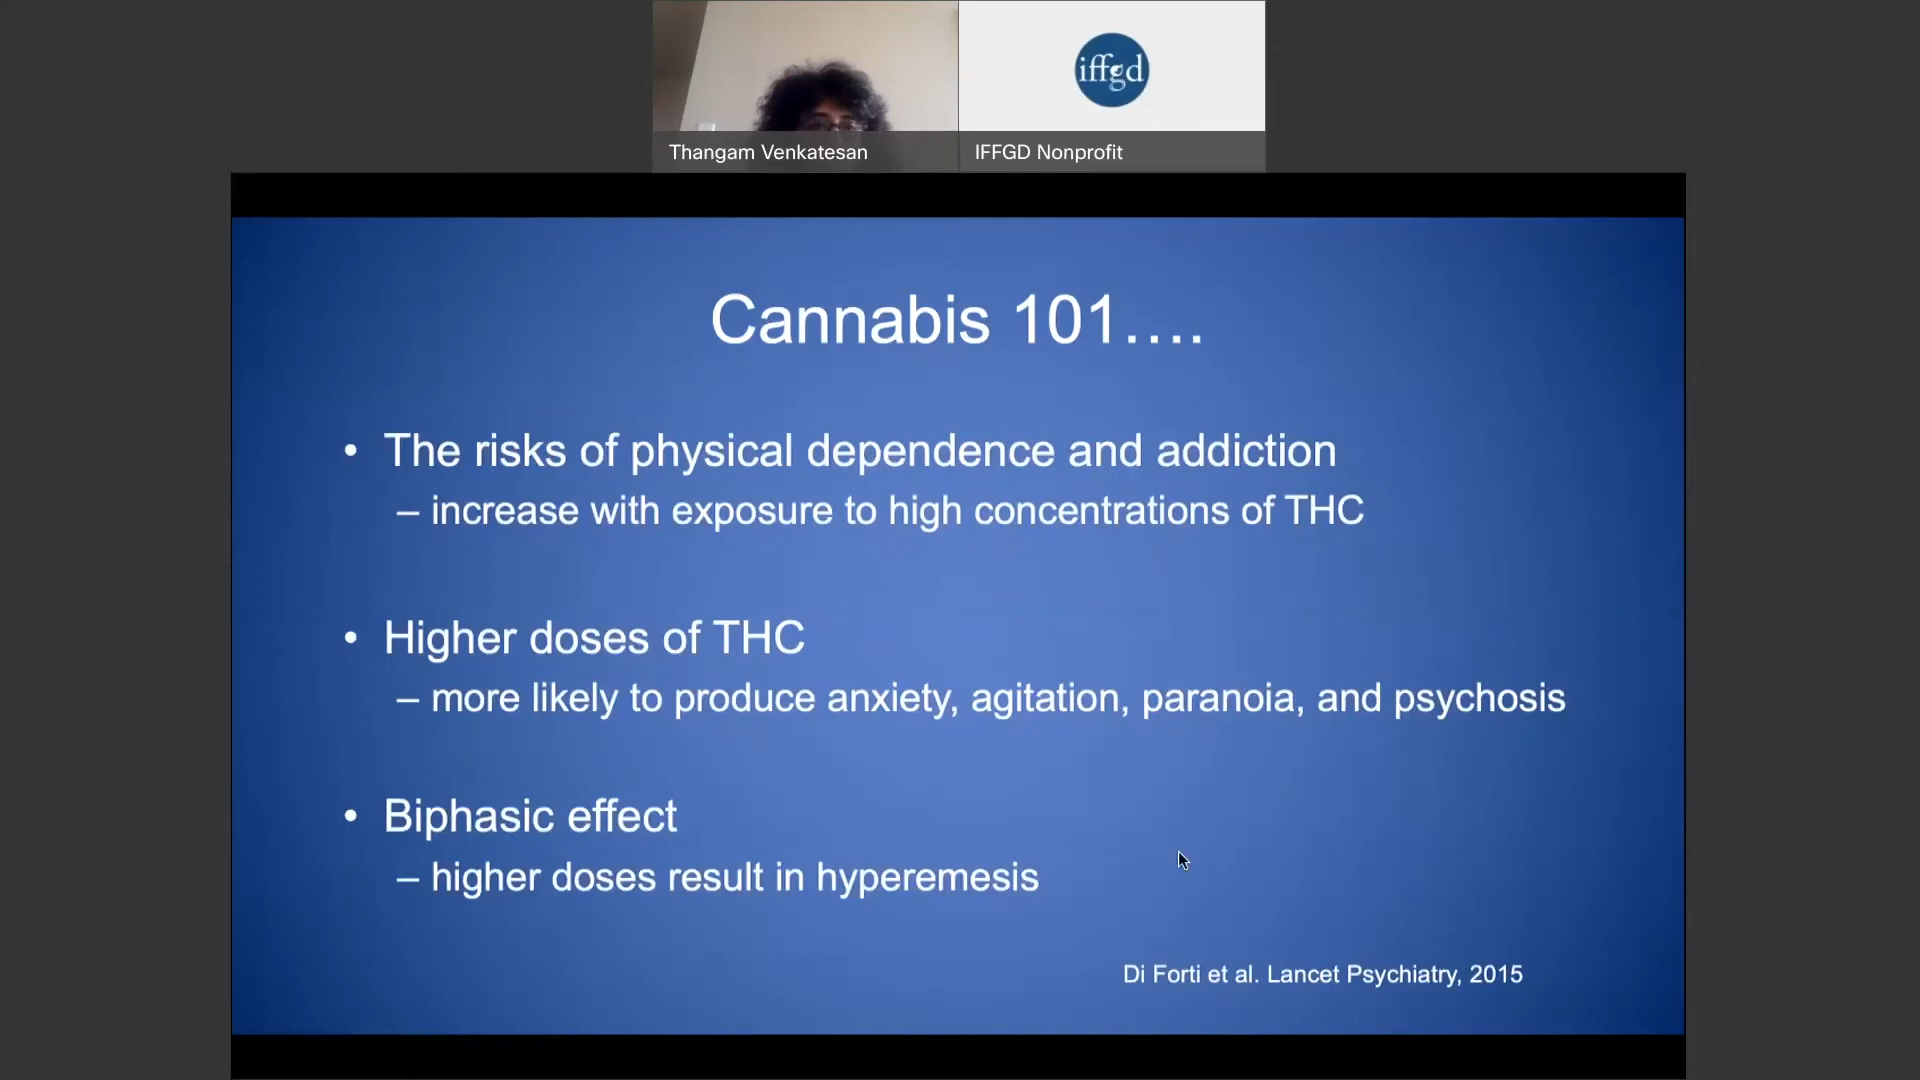 iffgd
Thangam Venkatesan
IFFGD Nonprofit
Cannabis 101....
• The risks of physical dependence and addiction
– increase with exposure to high concentrations of THC
• Higher doses of THC
– more likely to produce anxiety, agitation, paranoia, and psychosis
• Biphasic effect
– higher doses result in hyperemesis
Di Forti et al. Lancet Psychiatry, 2015